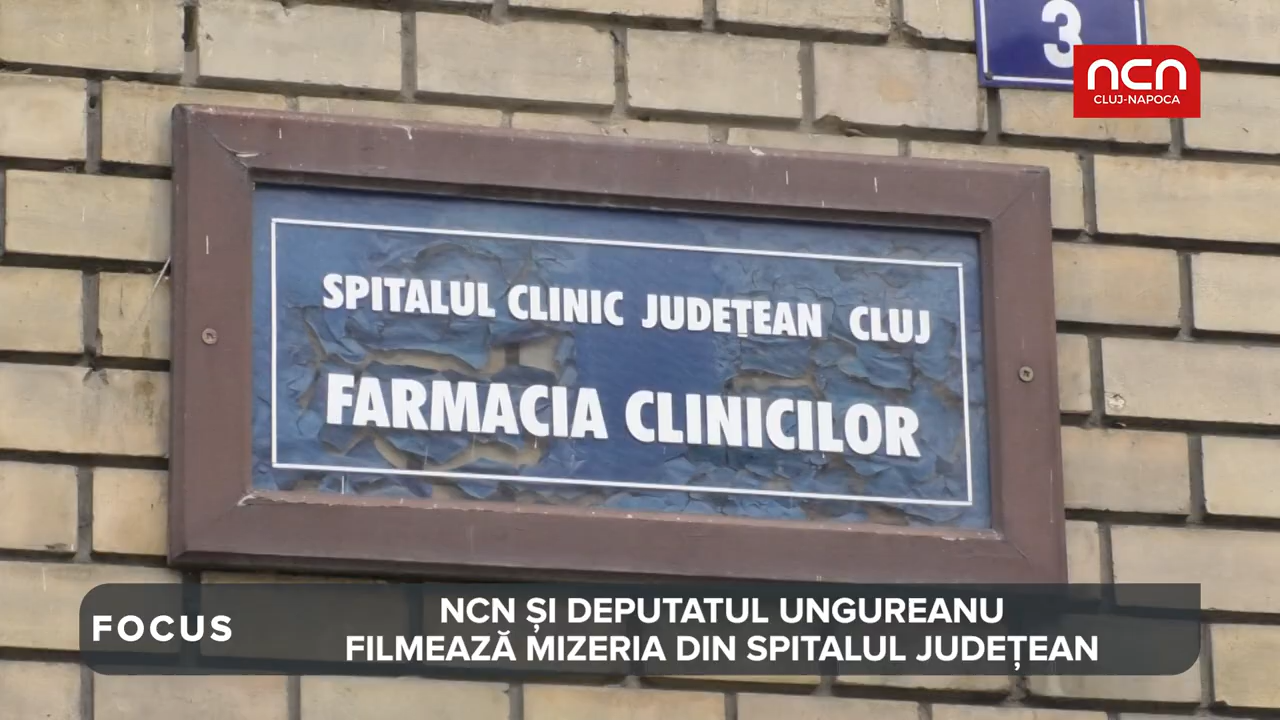 3
ncn
CLUJ-NAPOCA
SPITALUL CLINIC JUDEȚEAN CLUJ
FARMACIA CLINICILOR
FOCUS
NCN ȘI DEPUTATUL UNGUREANU
FILMEAZĂ MIZERIA DIN SPITALUL JUDEȚEAN